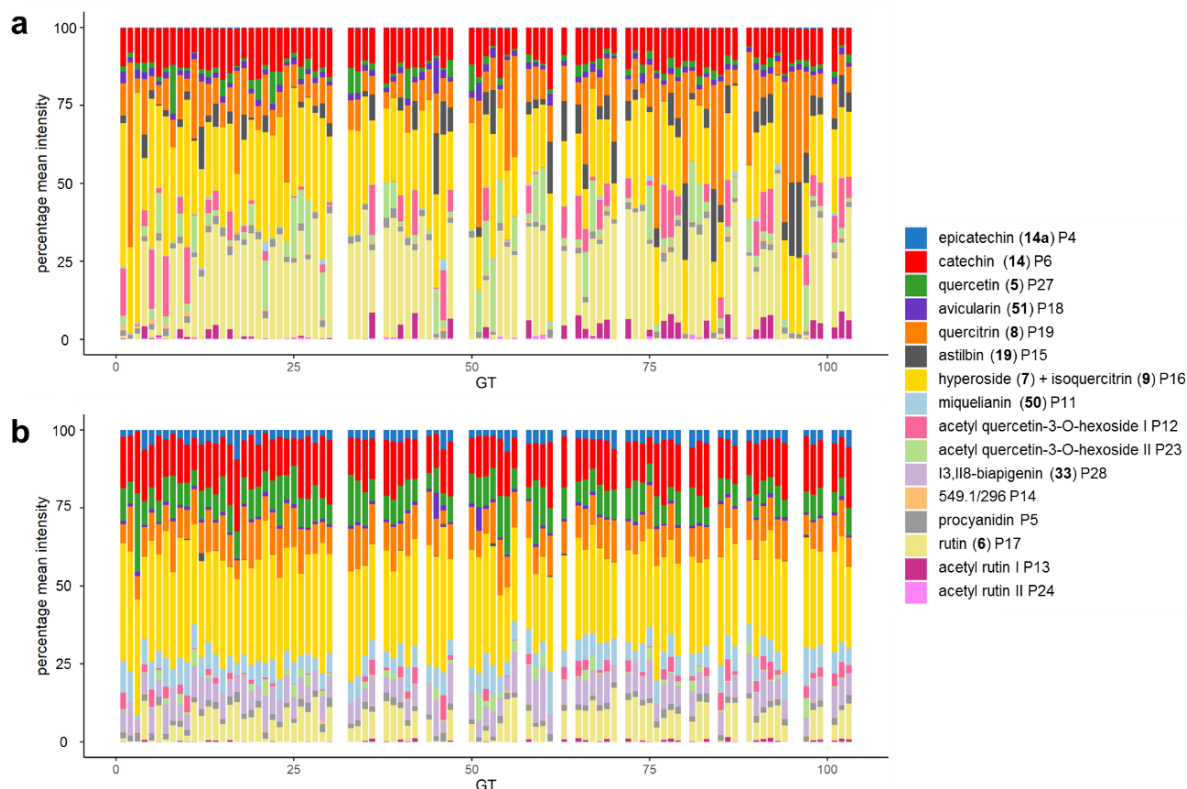 a
100
75
50
25
0
percentage mean intensity
0 25 50 75 100
GT
b
100
75
50
25
0
percentage mean intensity
0 25 50 75 100
GT
epicatechin (14a) P4
catechin (14) P6
quercetin (5) P27
avicularin (51) P18
quercitrin (8) P19
astilbin (19) P15
hyperoside (7) + isoquercitrin (9) P16
miquelianin (50) P11
acetyl quercetin-3-O-hexoside I P12
acetyl quercetin-3-O-hexoside II P23
I3,II8-biapigenin (33) P28
549.1/296 P14
procyanidin P5
rutin (6) P17
acetyl rutin I P13
acetyl rutin II P24